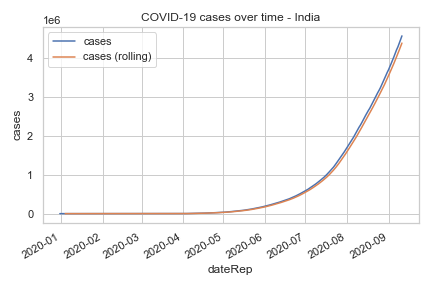 COVID-19 cases over time - India
1e6
cases
cases (rolling)
4
3
2
1
0
cases
2020-01
2020-02
2020-03
2020-04
2020-05
2020-06
2020-07
2020-08
2020-09
dateRep